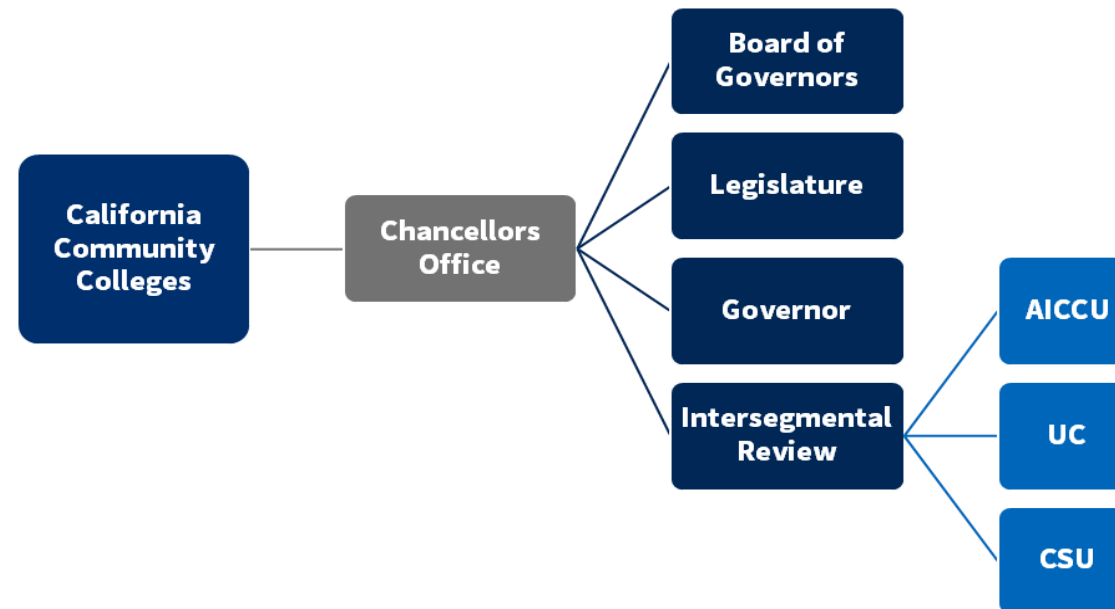 California
Community
Colleges
Chancellors
Office
Board of
Governors
Legislature
Governor
Intersegmental
Review
AICCU
UC
CSU